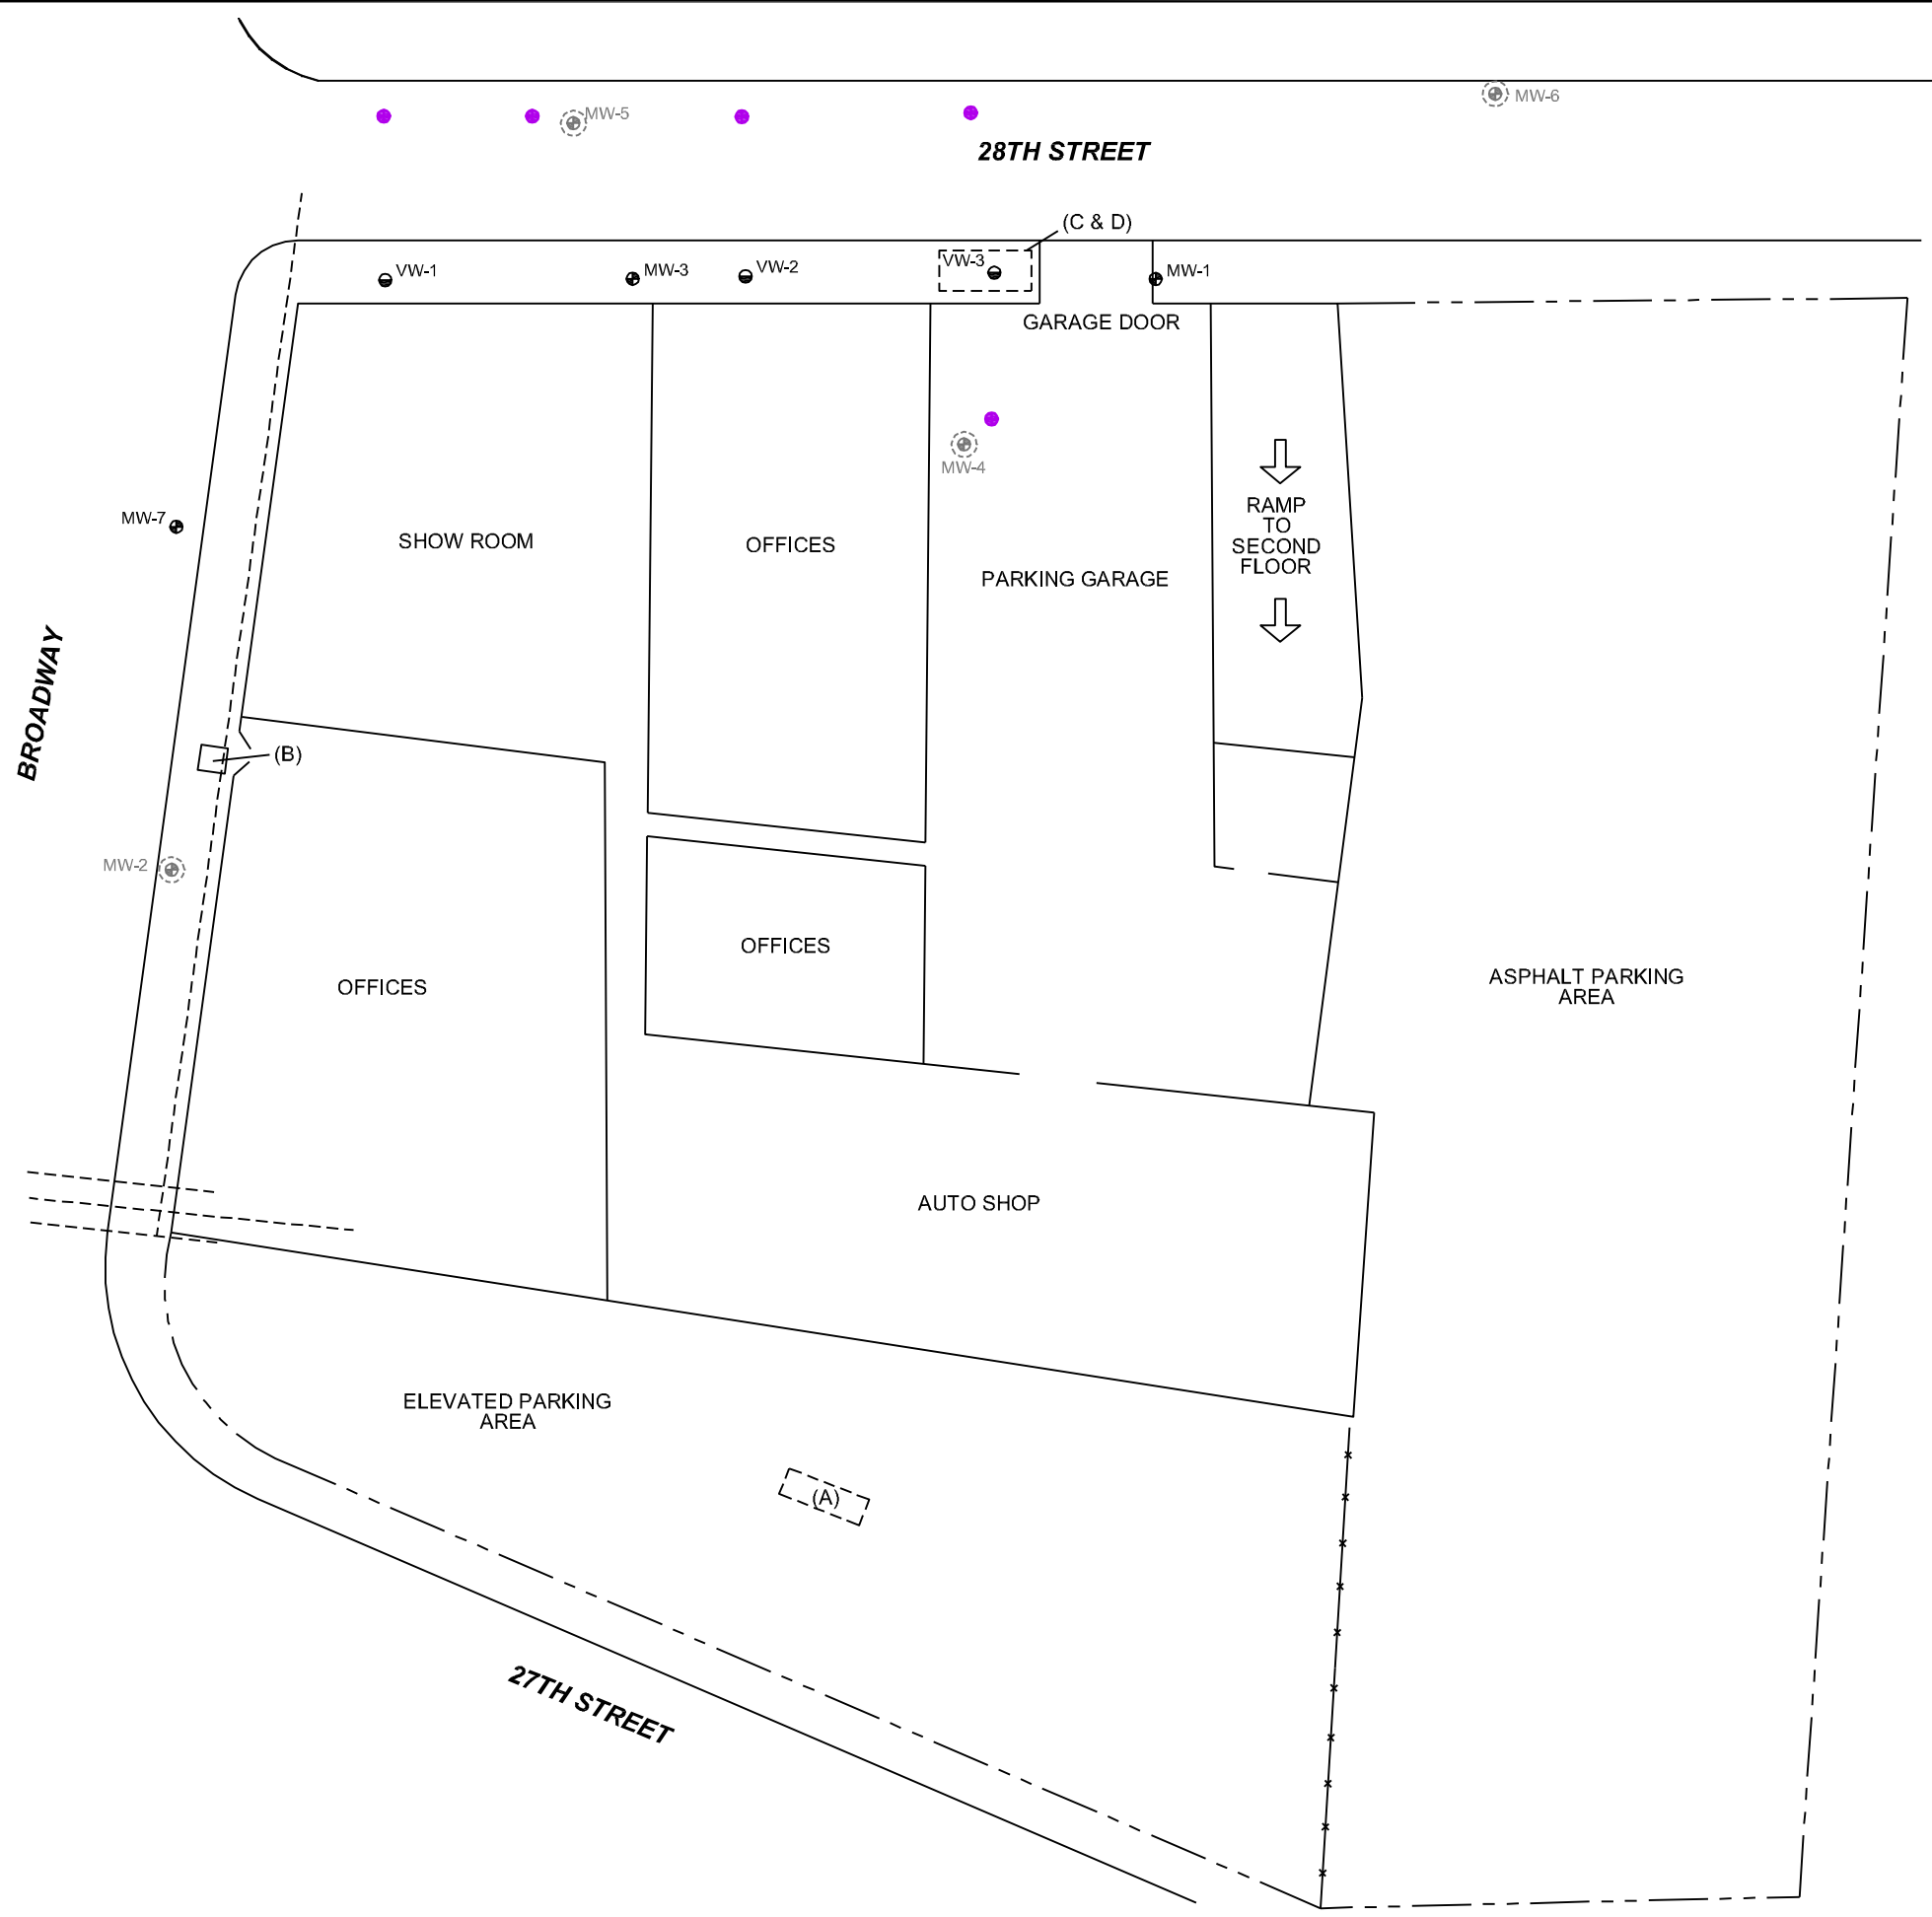 MW-6
MW-5
28TH STREET
(C & D)
VW-1
MW-3
VW-2
VW-3
MW-1
GARAGE DOOR
MW-4
RAMP
TO
SECOND
FLOOR
MW-7
SHOW ROOM
OFFICES
PARKING GARAGE
BROADWAY
(B)
MW-2
OFFICES
OFFICES
ASPHALT PARKING
AREA
AUTO SHOP
ELEVATED PARKING
AREA
(A)
27TH STREET